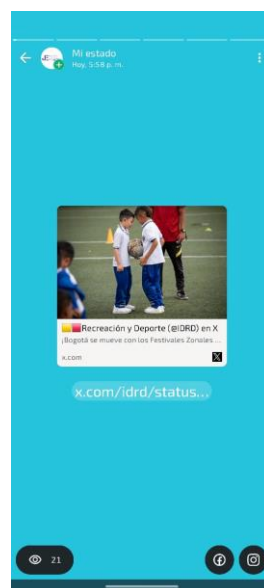 Mi estado
Hoy, 5:58 p. m.
Recreación y Deporte (@IDRD) en X
¡Bogotá se mueve con los Festivales Zonales ...
x.com
x.com/idrd/status...
21